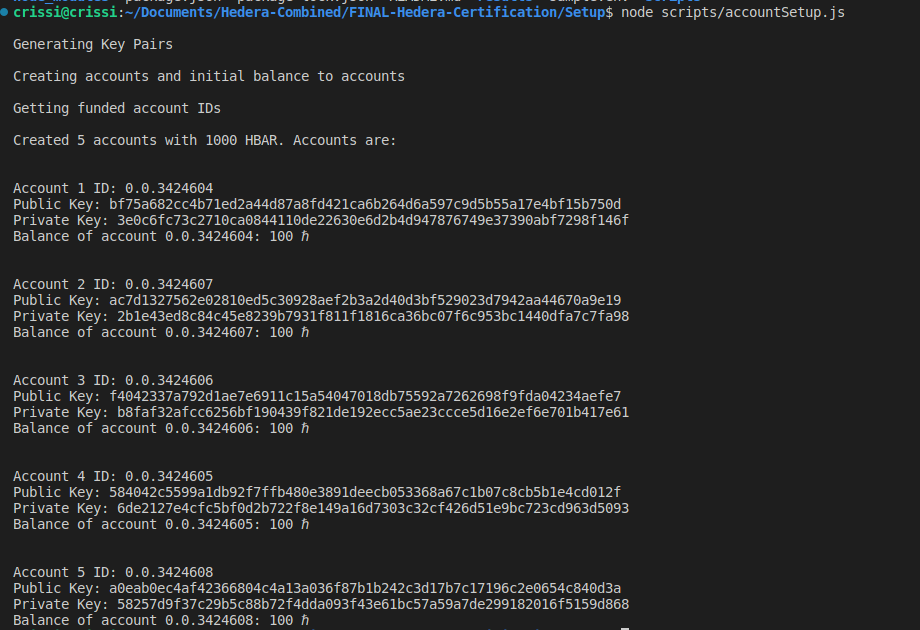 crissi@crissi:~/Documents/Hedera-Combined/FINAL-Hedera-Certification/Setup$ node scripts/accountSetup.js
Generating Key Pairs
Creating accounts and initial balance to accounts
Getting funded account IDs
Created 5 accounts with 1000 HBAR. Accounts are:
Account 1 ID: 0.0.3424604
Public Key: bf75a682cc4b71ed2a44d87a8fd421ca6b264d6a597c9d5b55a17e4bf15b750d
Private Key: 3e0c6fc73c2710ca0844110de22630e6d2b4d947876749e37390abf7298f146f
Balance of account 0.0.3424604: 100 ℏ
Account 2 ID: 0.0.3424607
Public Key: ac7d1327562e02810ed5c30928aef2b3a2d40d3bf529023d7942aa44670a9e19
Private Key: 2b1e43ed8c84c45e8239b7931f811f1816ca36bc07f6c953bc1440dfa7c7fa98
Balance of account 0.0.3424607: 100 ℏ
Account 3 ID: 0.0.3424606
Public Key: f4042337a792d1ae7e6911c15a54047018db75592a7262698f9fda04234aefe7
Private Key: b8faf32afcc6256bf190439f821de192ecc5ae23ccce5d16e2ef6e701b417e61
Balance of account 0.0.3424606: 100 ℏ
Account 4 ID: 0.0.3424605
Public Key: 584042c5599a1db92f7ffb480e3891deecb053368a67c1b07c8cb5b1e4cd012f
Private Key: 6de2127e4cfc5bf0d2b722f8e149a16d7303c32cf426d51e9bc723cd963d5093
Balance of account 0.0.3424605: 100 ℏ
Account 5 ID: 0.0.3424608
Public Key: a0eab0ec4af42366804c4a13a036f87b1b242c3d17b7c17196c2e0654c840d3a
Private Key: 58257d9f37c29b5c88b72f4dda093f43e61bc57a59a7de299182016f5159d868
Balance of account 0.0.3424608: 100 ℏ